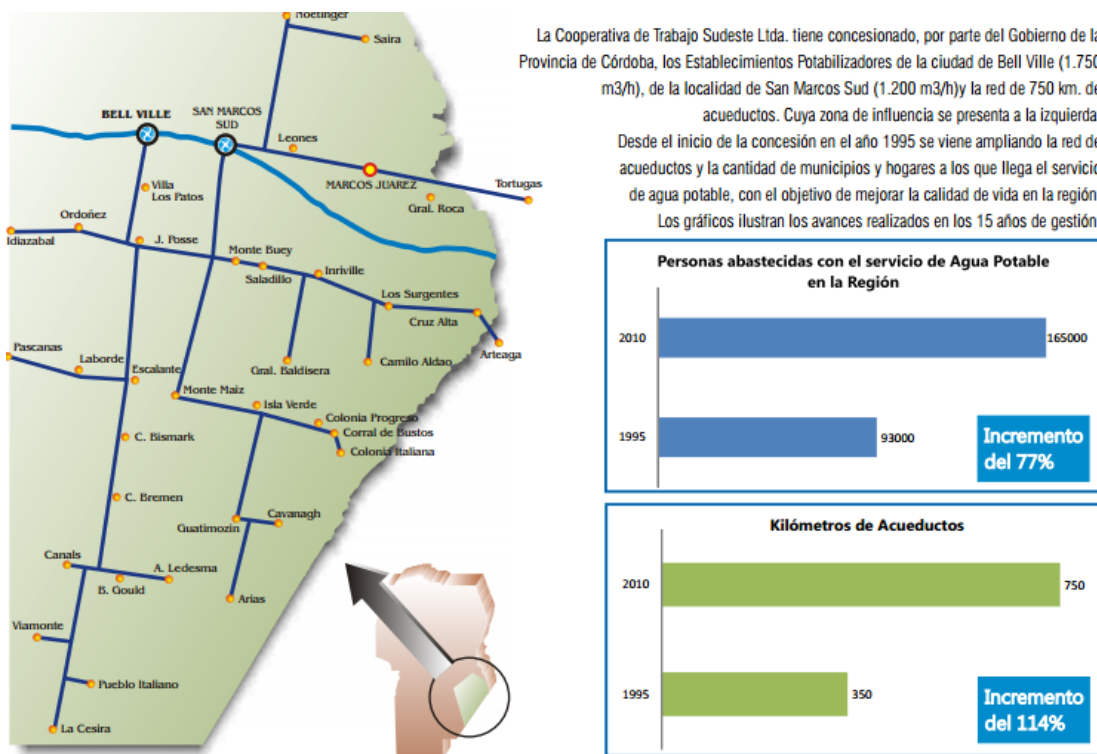 Noetinger
Saira
BELL VILLE
SAN MARCOS
SUD
Leones
MARCOS JUAREZ
Tortugas
Gral. Roca
Villa
Los Patos
Ordoñez
Idiazabal
J. Posse
Monte Buey
Saladillo
Inriville
Los Surgentes
Cruz Alta
Arteaga
Pascanas
Laborde
Escalante
Gral. Baldisera
Camilo Aldao
Monte Maiz
Isla Verde
Colonia Progreso
Corral de Bustos
Colonia Italiana
C. Bismark
C. Bremen
Guatimozin
Cavanagh
Canals
A. Ledesma
B. Gould
Arias
Viamonte
Pueblo Italiano
La Cesira
La Cooperativa de Trabajo Sudeste Ltda. tiene concesionado, por parte del Gobierno de la
Provincia de Córdoba, los Establecimientos Potabilizadores de la ciudad de Bell Ville (1.750
m3/h), de la localidad de San Marcos Sud (1.200 m3/h)y la red de 750 km. de
acueductos. Cuya zona de influencia se presenta a la izquierda
Desde el inicio de la concesión en el año 1995 se viene ampliando la red de
acueductos y la cantidad de municipios y hogares a los que llega el servicio
de agua potable, con el objetivo de mejorar la calidad de vida en la región
Los gráficos ilustran los avances realizados en los 15 años de gestión
Personas abastecidas con el servicio de Agua Potable
en la Región
2010
165000
1995
93000
Incremento
del 77%
Kilómetros de Acueductos
2010
750
1995
350
Incremento
del 114%